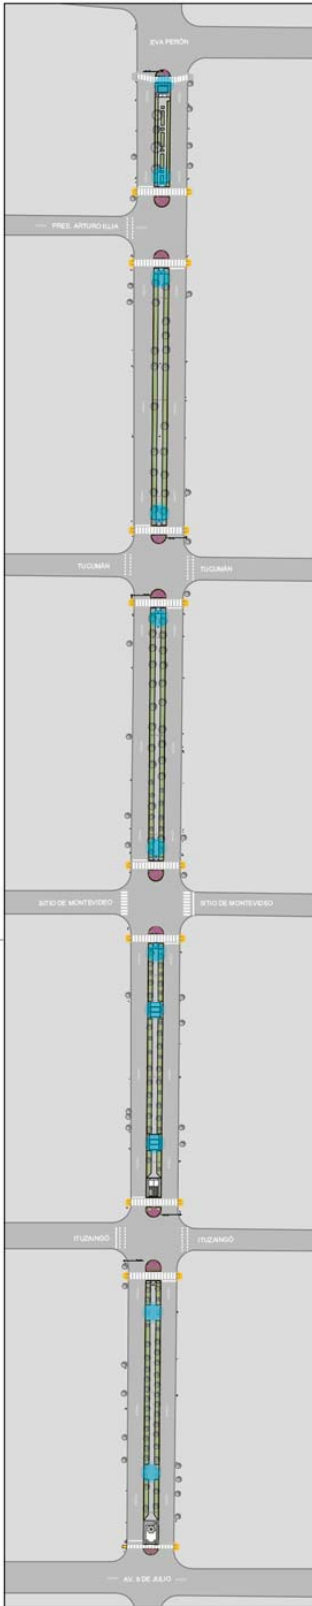 EVA PERÓN
PRES. ARTURO ILLIA
TUCUMÁN
TUCUMÁN
SITIO DE MONTEVIDEO
SITIO DE MONTEVIDEO
ITUZAINGÓ
ITUZAINGÓ
AV. 9 DE JULIO